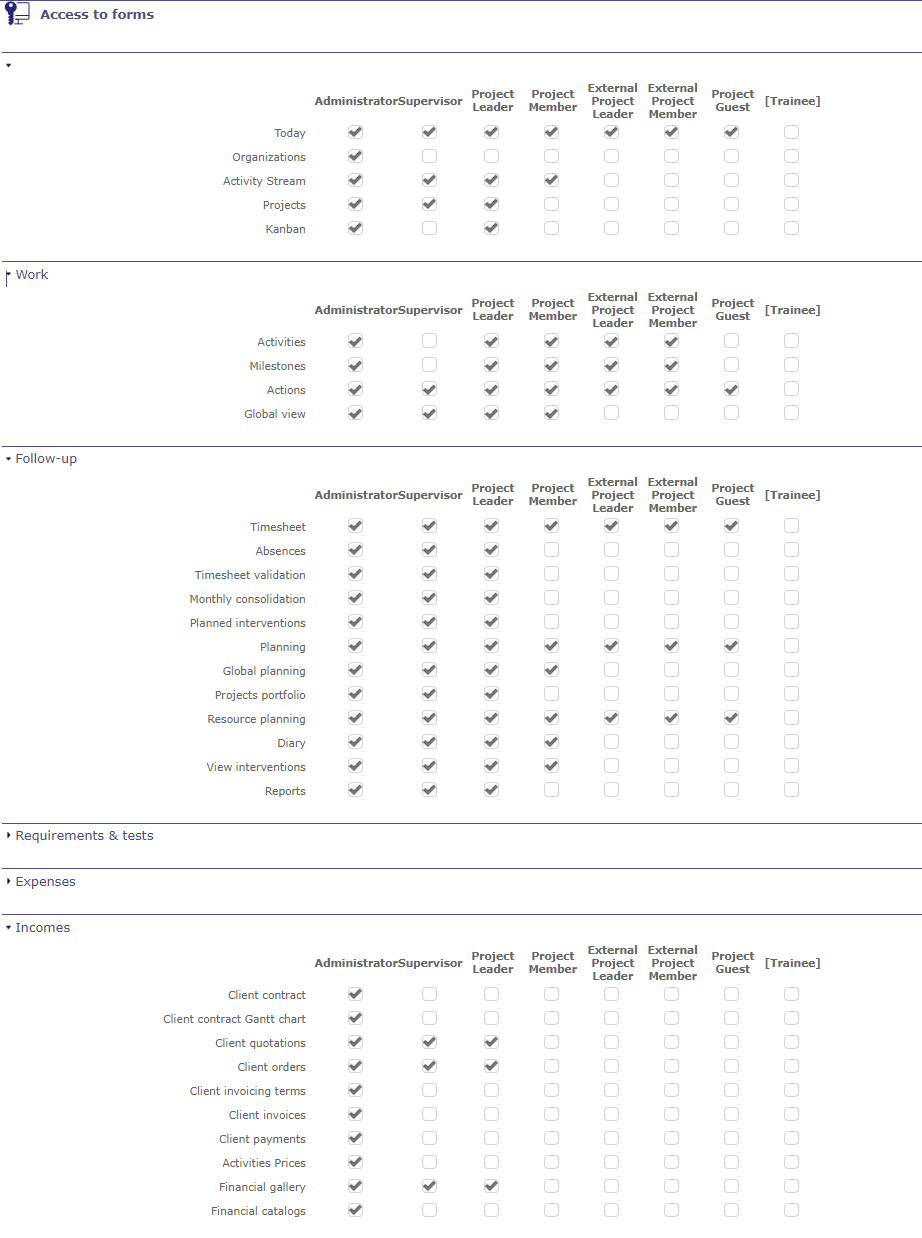 Access to forms
Administrator Supervisor Project Leader Project Member External Project Leader External Project Member Project Guest [Trainee]
Today
Organizations
Activity Stream
Projects
Kanban
Work
Administrator Supervisor Project Leader Project Member External Project Leader External Project Member Project Guest [Trainee]
Activities
Milestones
Actions
Global view
Follow-up
Administrator Supervisor Project Leader Project Member External Project Leader External Project Member Project Guest [Trainee]
Timesheet
Absences
Timesheet validation
Monthly consolidation
Planned interventions
Planning
Global planning
Projects portfolio
Resource planning
Diary
View interventions
Reports
Requirements & tests
Expenses
Incomes
Administrator Supervisor Project Leader Project Member External Project Leader External Project Member Project Guest [Trainee]
Client contract
Client contract Gantt chart
Client quotations
Client orders
Client invoicing terms
Client invoices
Client payments
Activities Prices
Financial gallery
Financial catalogs